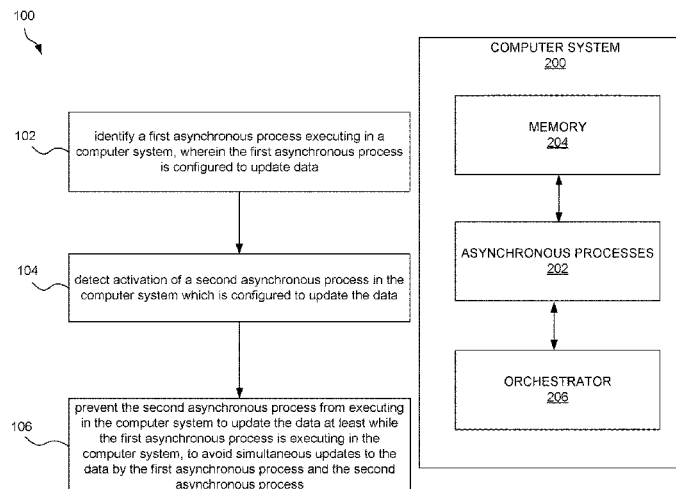 100
102
identify a first asynchronous process executing in a
computer system, wherein the first asynchronous process
is configured to update data
104
detect activation of a second asynchronous process in the
computer system which is configured to update the data
106
prevent the second asynchronous process from executing
in the computer system to update the data at least while
the first asynchronous process is executing in the
computer system, to avoid simultaneous updates to the
data by the first asynchronous process and the second
asynchronous process
COMPUTER SYSTEM
200
MEMORY
204
ASYNCHRONOUS PROCESSES
202
ORCHESTRATOR
206